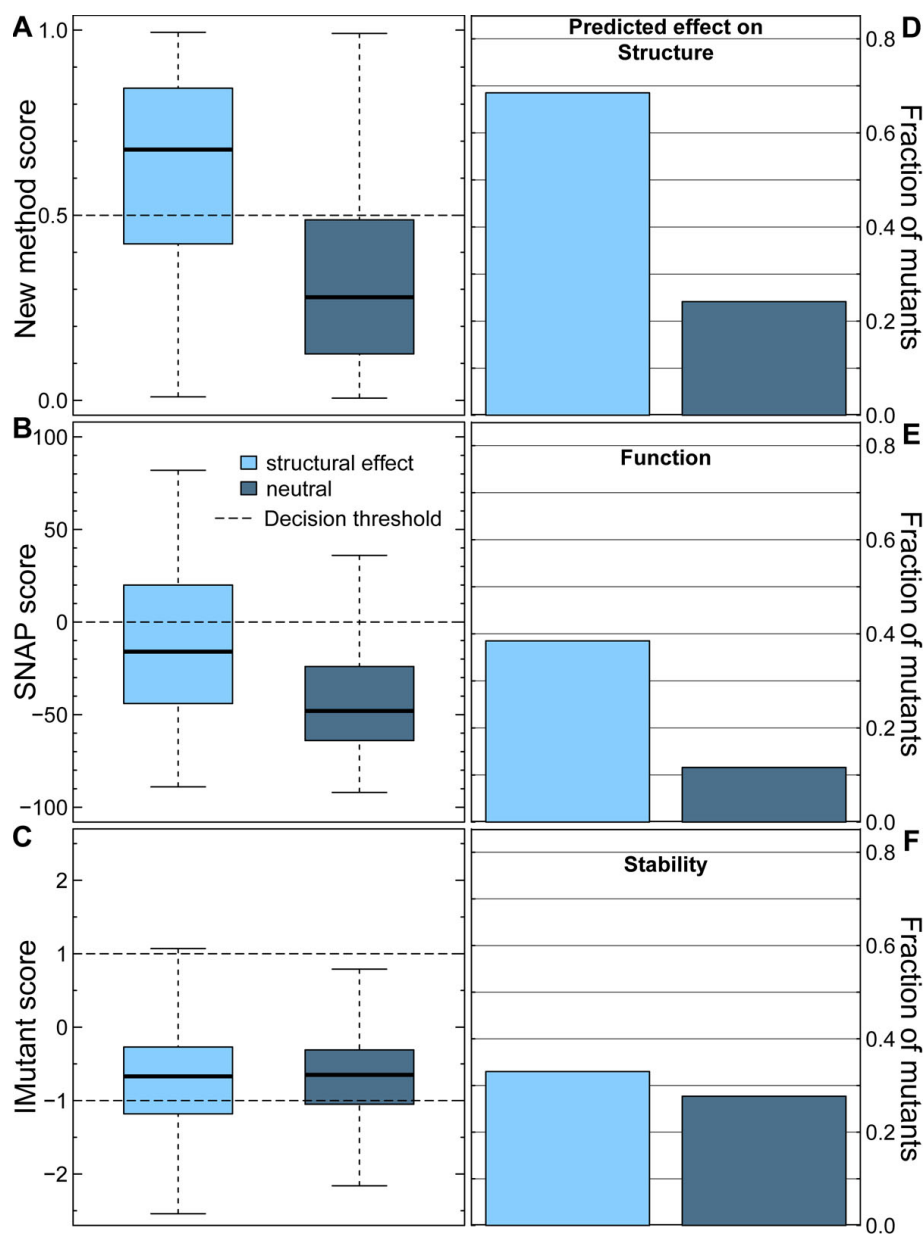 A
New method score
1.0
0.5
0.0
Predicted effect on
Structure
D
0.8
0.6
0.4
0.2
0.0
Fraction of mutants
B
SNAP score
100
50
0
−50
−100
structural effect
neutral
Decision threshold
Function
E
0.8
0.6
0.4
0.2
0.0
Fraction of mutants
C
IMutant score
2
1
0
−1
−2
Stability
F
0.8
0.6
0.4
0.2
0.0
Fraction of mutants